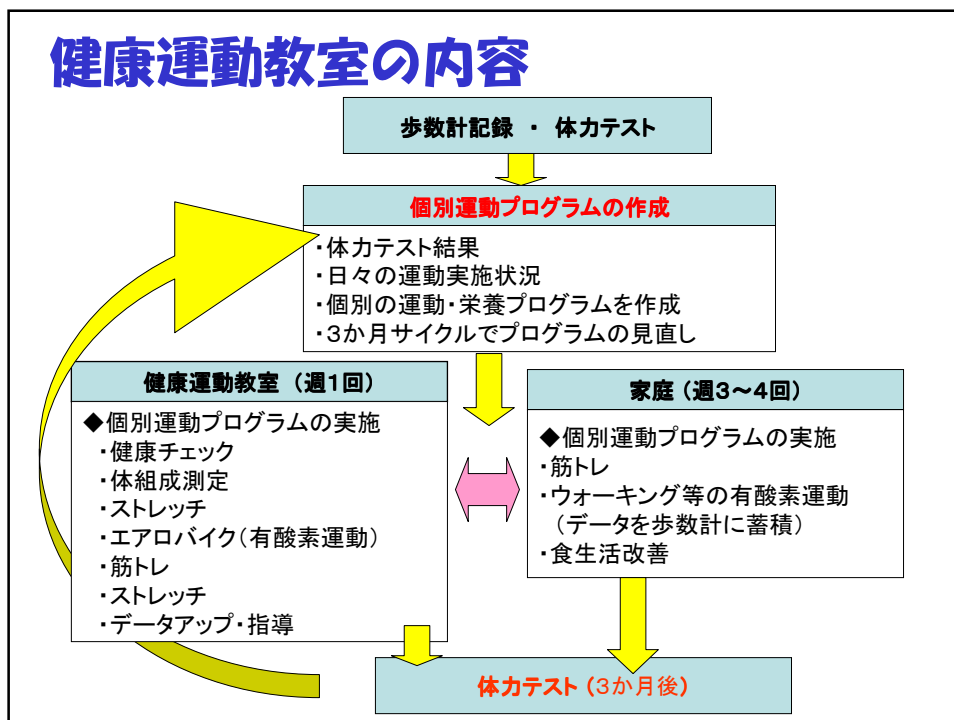 健康運動教室の内容
歩数計記録 ・ 体力テスト
個別運動プログラムの作成
・体力テスト結果
・日々の運動実施状況
・個別の運動・栄養プログラムを作成
・3か月サイクルでプログラムの見直し
健康運動教室 (週1回)
◆個別運動プログラムの実施
・健康チェック
・体組成測定
・ストレッチ
・エアロバイク(有酸素運動)
・筋トレ
・ストレッチ
・データアップ・指導
家庭 (週3～4回)
◆個別運動プログラムの実施
・筋トレ
・ウォーキング等の有酸素運動
(データを歩数計に蓄積)
・食生活改善
体力テスト (3か月後)